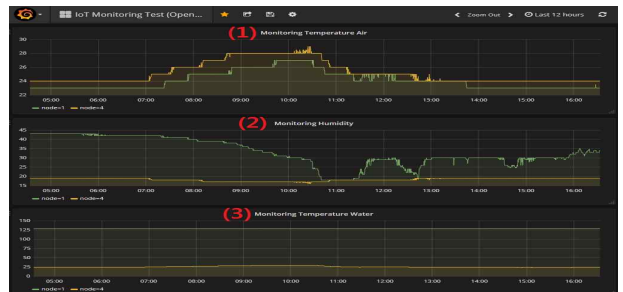 IoT Monitoring Test (Open...
Zoom Out
Last 12 hours
(1) Monitoring Temperature Air
30
28
26
24
22
05:00 06:00 07:00 08:00 09:00 10:00 11:00 12:00 13:00 14:00 15:00 16:00
node=1 node=4
(2) Monitoring Humidity
45
40
35
30
25
20
15
05:00 06:00 07:00 08:00 09:00 10:00 11:00 12:00 13:00 14:00 15:00 16:00
node=1 node=4
(3) Monitoring Temperature Water
150
125
100
75
50
25
0
05:00 06:00 07:00 08:00 09:00 10:00 11:00 12:00 13:00 14:00 15:00 16:00
node=1 node=4